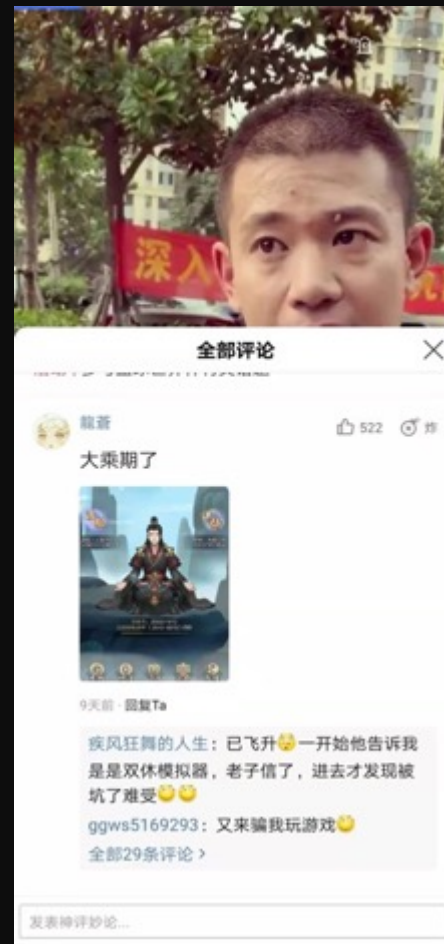 深入
全部评论
龍蒼
522
炸
大乘期了
9天前·回复Ta
疾风狂舞的人生：已飞升🤔一开始他告诉我
是是双休模拟器，老子信了，进去才发现被
坑了难受🙄🙄
ggws5169293：又来骗我玩游戏🙄
全部29条评论>
发表神评妙论...